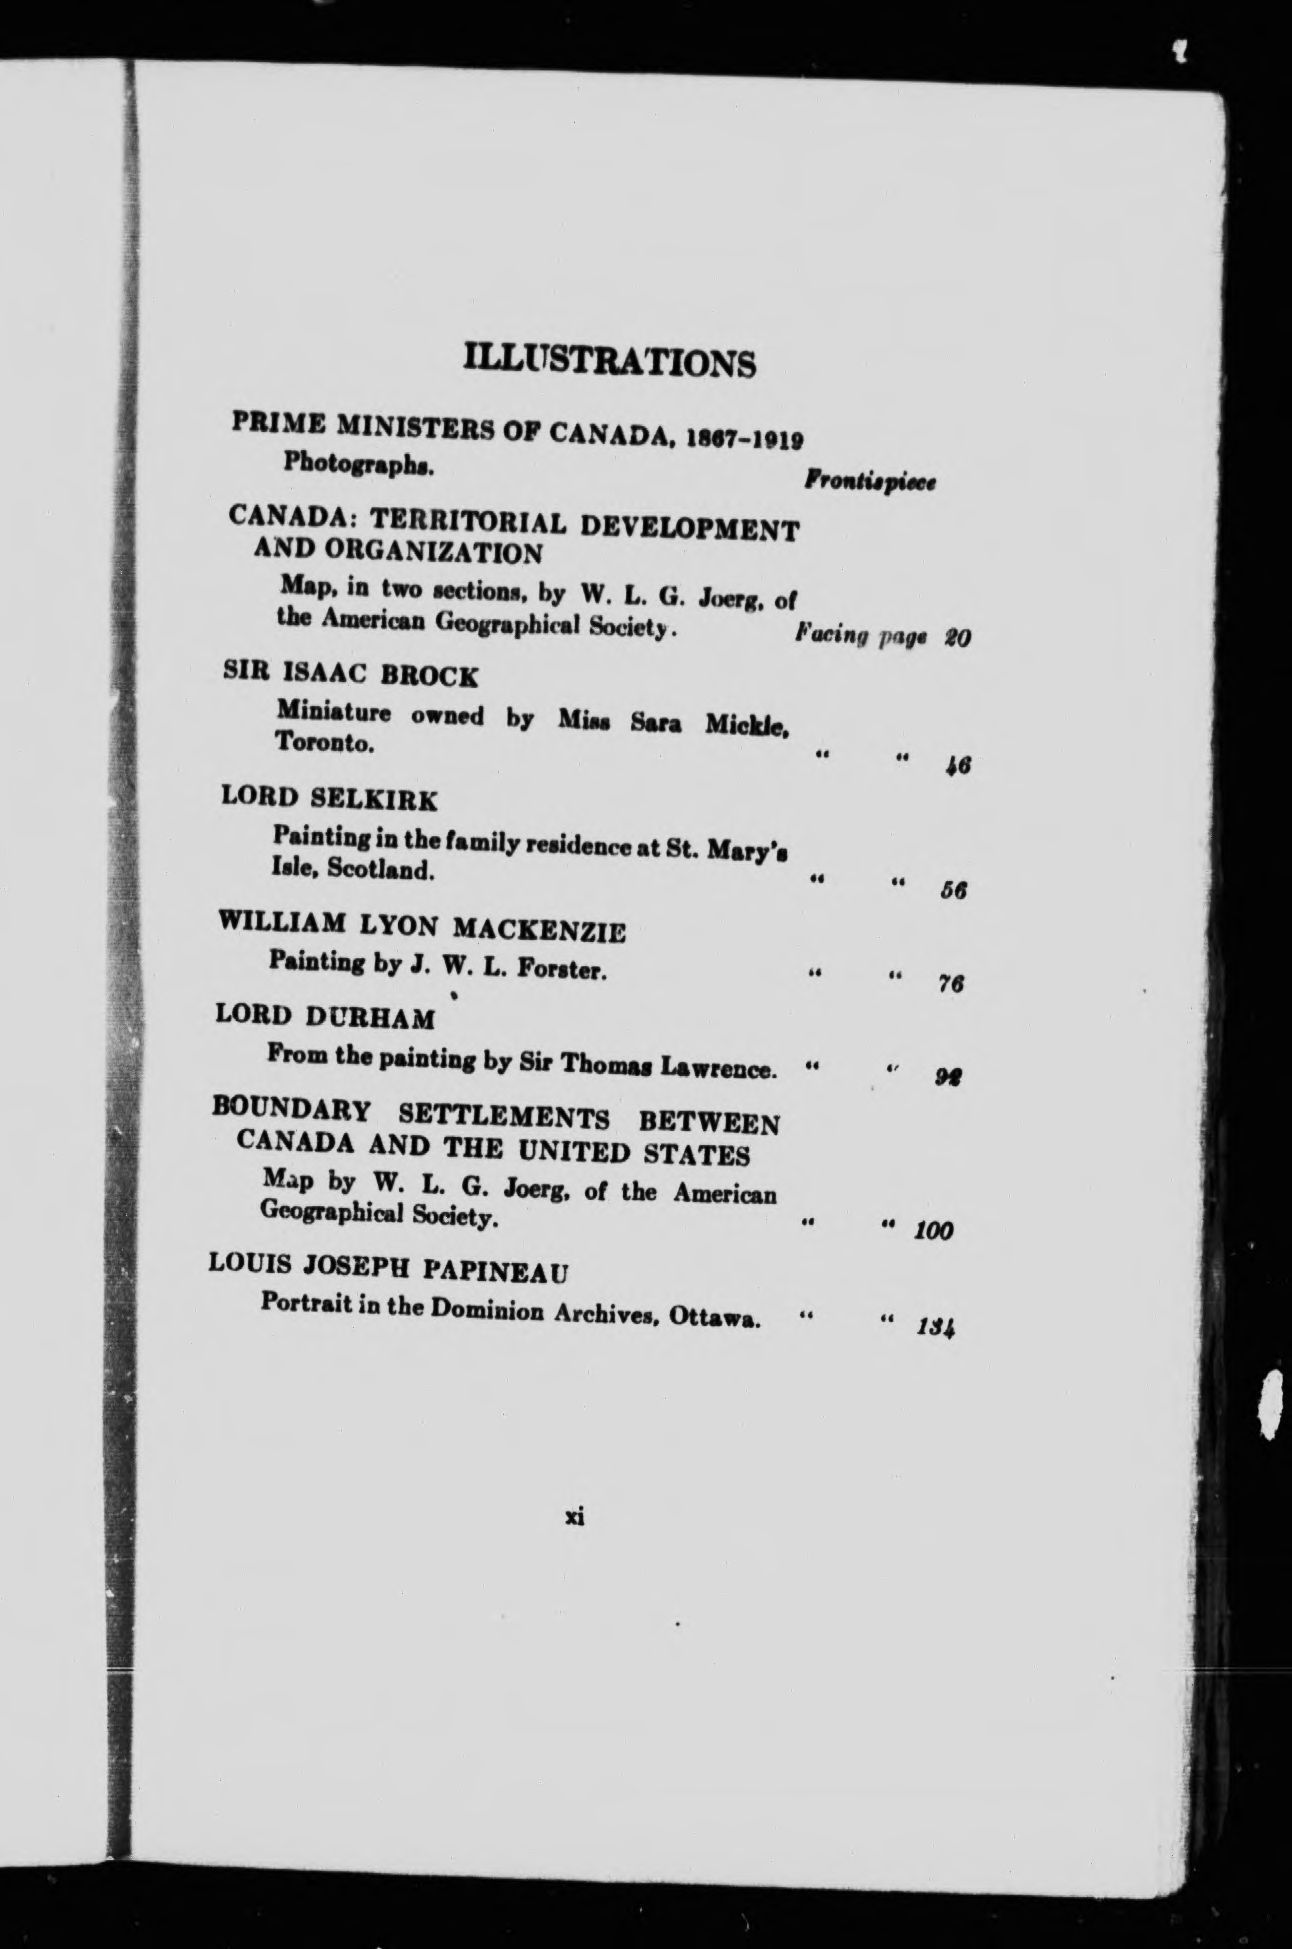 ILLUSTRATIONS
PRIME MINISTERS OF CANADA, 1867-1919
Photographs. Frontispiece
CANADA: TERRITORIAL DEVELOPMENT
AND ORGANIZATION
Map, in two sections, by W. L. G. Joerg, of
the American Geographical Society. Facing page 20
SIR ISAAC BROCK
Miniature owned by Miss Sara Mickle,
Toronto. “ “ 46
LORD SELKIRK
Painting in the family residence at St. Mary's
Isle, Scotland. “ “ 56
WILLIAM LYON MACKENZIE
Painting by J. W. L. Forster. “ “ 76
LORD DURHAM
From the painting by Sir Thomas Lawrence. “ “ 92
BOUNDARY SETTLEMENTS BETWEEN
CANADA AND THE UNITED STATES
Map by W. L. G. Joerg, of the American
Geographical Society. “ “ 100
LOUIS JOSEPH PAPINEAU
Portrait in the Dominion Archives, Ottawa. “ “ 134
xi